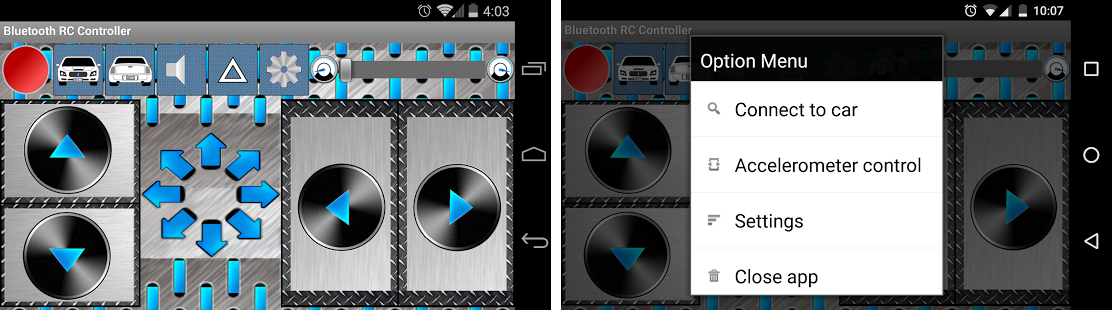 4:03
Bluetooth RC Controller
10:07
Bluetooth RC Controller
Option Menu
Connect to car
Accelerometer control
Settings
Close app